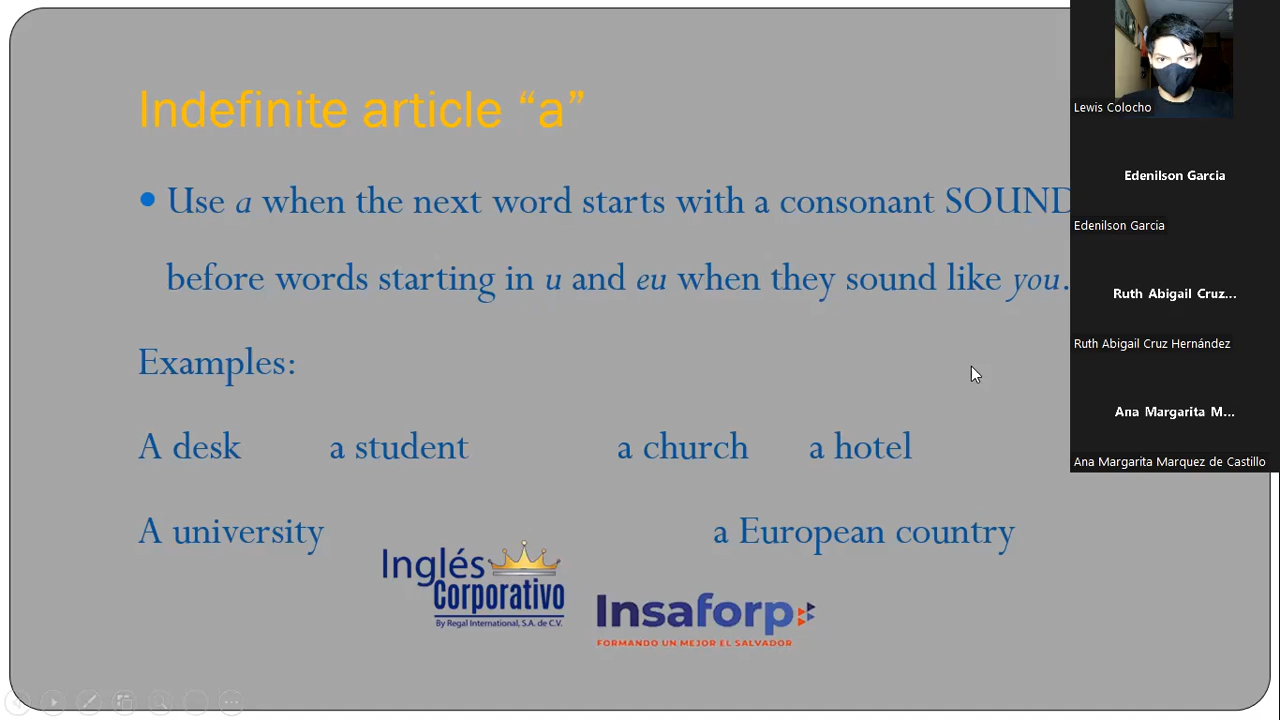 Indefinite article “a”
• Use a when the next word starts with a consonant SOUND
before words starting in u and eu when they sound like you.
Examples:
A desk a student a church a hotel
A university a European country
Inglés
Corporativo
By Regal International, S.A. de C.V.
Insaforp
FORMANDO UN MEJOR EL SALVADOR
Lewis Colocho
Edenilson Garcia
Edenilson Garcia
Ruth Abigail Cruz...
Ruth Abigail Cruz Hernández
Ana Margarita M...
Ana Margarita Marquez de Castillo